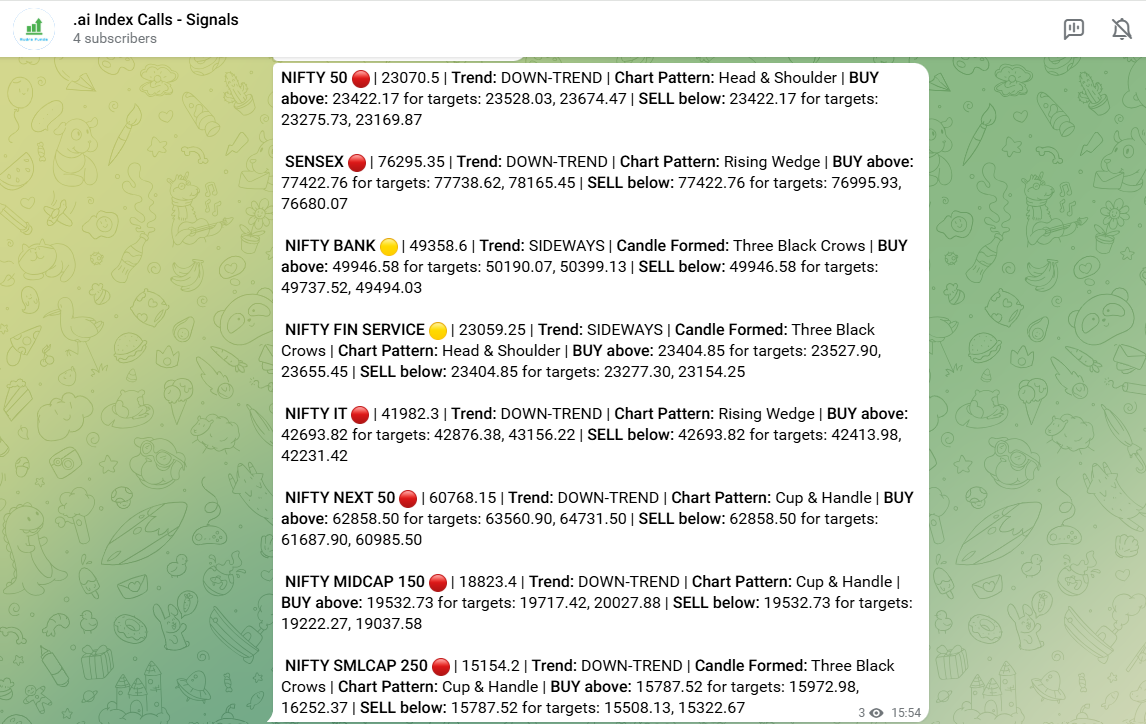 .ai Index Calls - Signals
4 subscribers
NIFTY 50 🔴 | 23070.5 | Trend: DOWN-TREND | Chart Pattern: Head & Shoulder | BUY
above: 23422.17 for targets: 23528.03, 23674.47 | SELL below: 23422.17 for targets:
23275.73, 23169.87
SENSEX 🔴 | 76295.35 | Trend: DOWN-TREND | Chart Pattern: Rising Wedge | BUY above:
77422.76 for targets: 77738.62, 78165.45 | SELL below: 77422.76 for targets: 76995.93,
76680.07
NIFTY BANK 🟡 | 49358.6 | Trend: SIDEWAYS | Candle Formed: Three Black Crows | BUY
above: 49946.58 for targets: 50190.07, 50399.13 | SELL below: 49946.58 for targets:
49737.52, 49494.03
NIFTY FIN SERVICE 🟡 | 23059.25 | Trend: SIDEWAYS | Candle Formed: Three Black
Crows | Chart Pattern: Head & Shoulder | BUY above: 23404.85 for targets: 23527.90,
23655.45 | SELL below: 23404.85 for targets: 23277.30, 23154.25
NIFTY IT 🔴 | 41982.3 | Trend: DOWN-TREND | Chart Pattern: Rising Wedge | BUY above:
42693.82 for targets: 42876.38, 43156.22 | SELL below: 42693.82 for targets: 42413.98,
42231.42
NIFTY NEXT 50 🔴 | 60768.15 | Trend: DOWN-TREND | Chart Pattern: Cup & Handle | BUY
above: 62858.50 for targets: 63560.90, 64731.50 | SELL below: 62858.50 for targets:
61687.90, 60985.50
NIFTY MIDCAP 150 🔴 | 18823.4 | Trend: DOWN-TREND | Chart Pattern: Cup & Handle |
BUY above: 19532.73 for targets: 19717.42, 20027.88 | SELL below: 19532.73 for targets:
19222.27, 19037.58
NIFTY SMLCAP 250 🔴 | 15154.2 | Trend: DOWN-TREND | Candle Formed: Three Black
Crows | Chart Pattern: Cup & Handle | BUY above: 15787.52 for targets: 15972.98,
16252.37 | SELL below: 15787.52 for targets: 15508.13, 15322.67
3 15:54